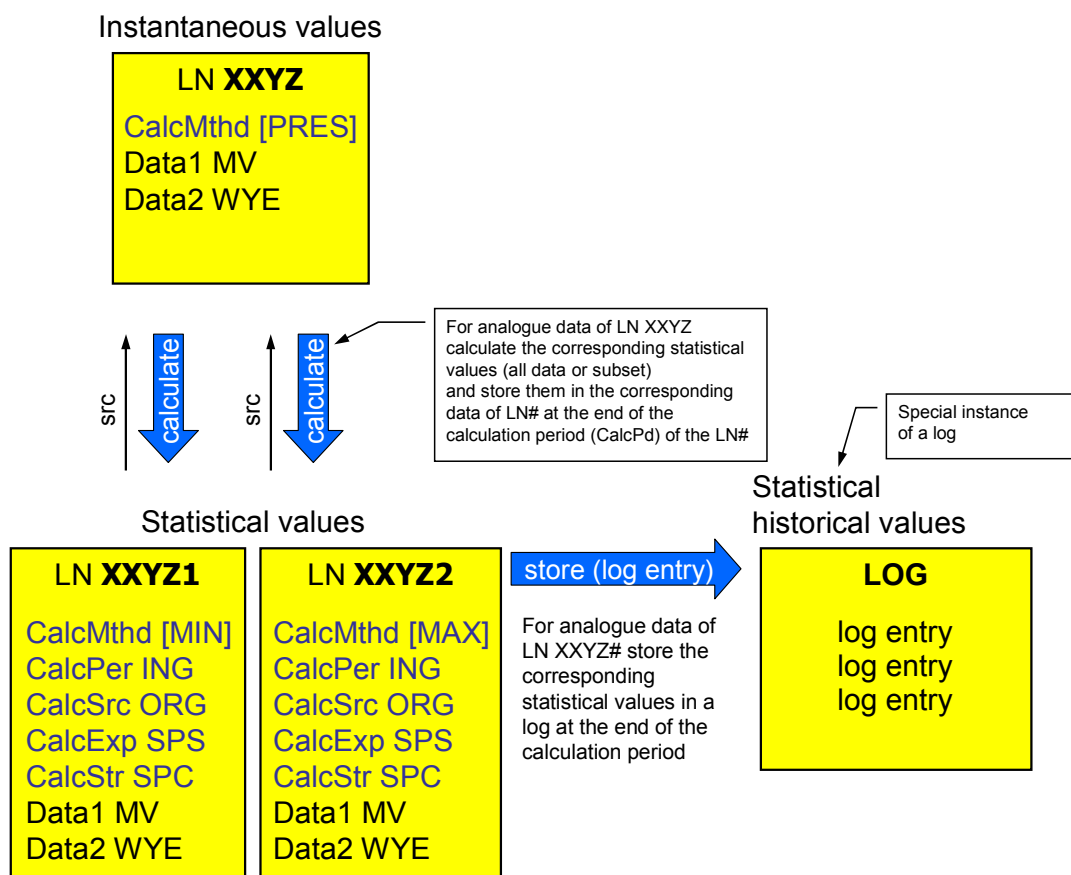 Instantaneous values
LN XXYZ
CalcMthd [PRES]
Data1 MV
Data2 WYE
src
calculate
src
calculate
For analogue data of LN XXYZ
calculate the corresponding statistical
values (all data or subset)
and store them in the corresponding
data of LN# at the end of the
calculation period (CalcPd) of the LN#
Special instance
of a log
Statistical values
LN XXYZ1
CalcMthd [MIN]
CalcPer ING
CalcSrc ORG
CalcExp SPS
CalcStr SPC
Data1 MV
Data2 WYE
LN XXYZ2
CalcMthd [MAX]
CalcPer ING
CalcSrc ORG
CalcExp SPS
CalcStr SPC
Data1 MV
Data2 WYE
store (log entry)
For analogue data of
LN XXYZ# store the
corresponding
statistical values in a
log at the end of the
calculation period
Statistical
historical values
LOG
log entry
log entry
log entry